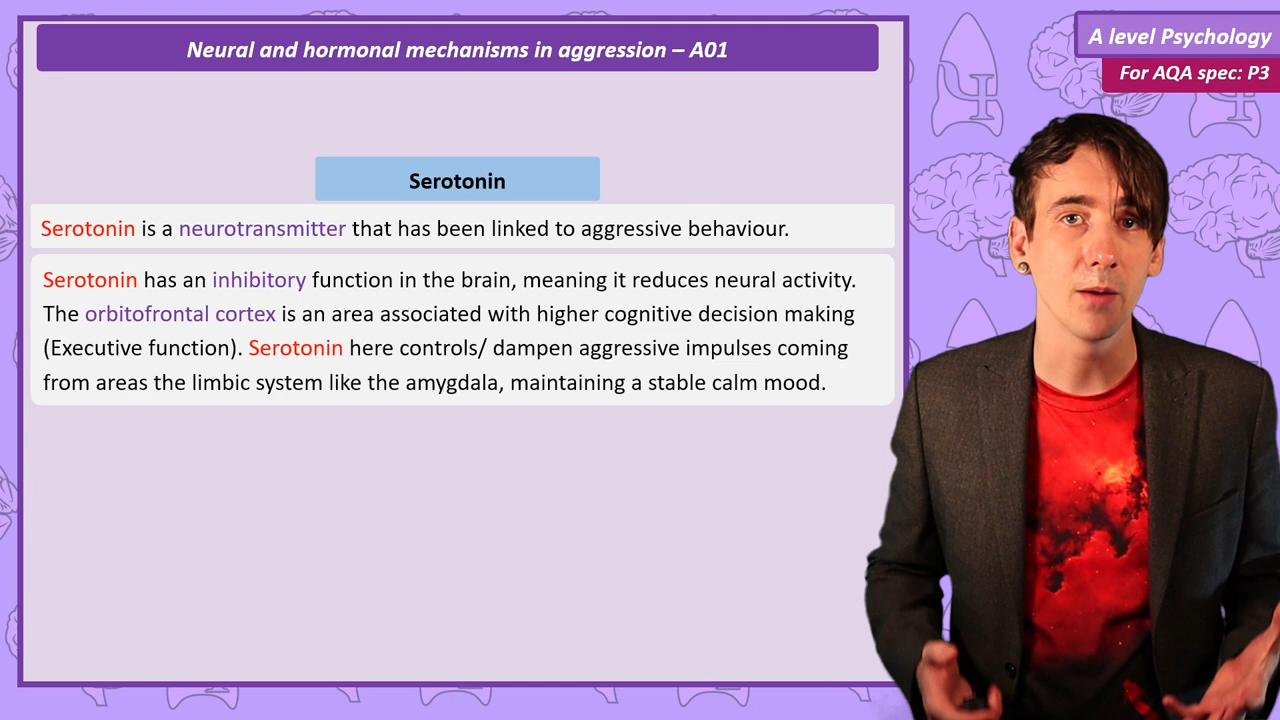 Neural and hormonal mechanisms in aggression – A01
A level Psychology
For AQA spec: P3
Serotonin
Serotonin is a neurotransmitter that has been linked to aggressive behaviour.
Serotonin has an inhibitory function in the brain, meaning it reduces neural activity.
The orbitofrontal cortex is an area associated with higher cognitive decision making
(Executive function). Serotonin here controls/ dampen aggressive impulses coming
from areas the limbic system like the amygdala, maintaining a stable calm mood.